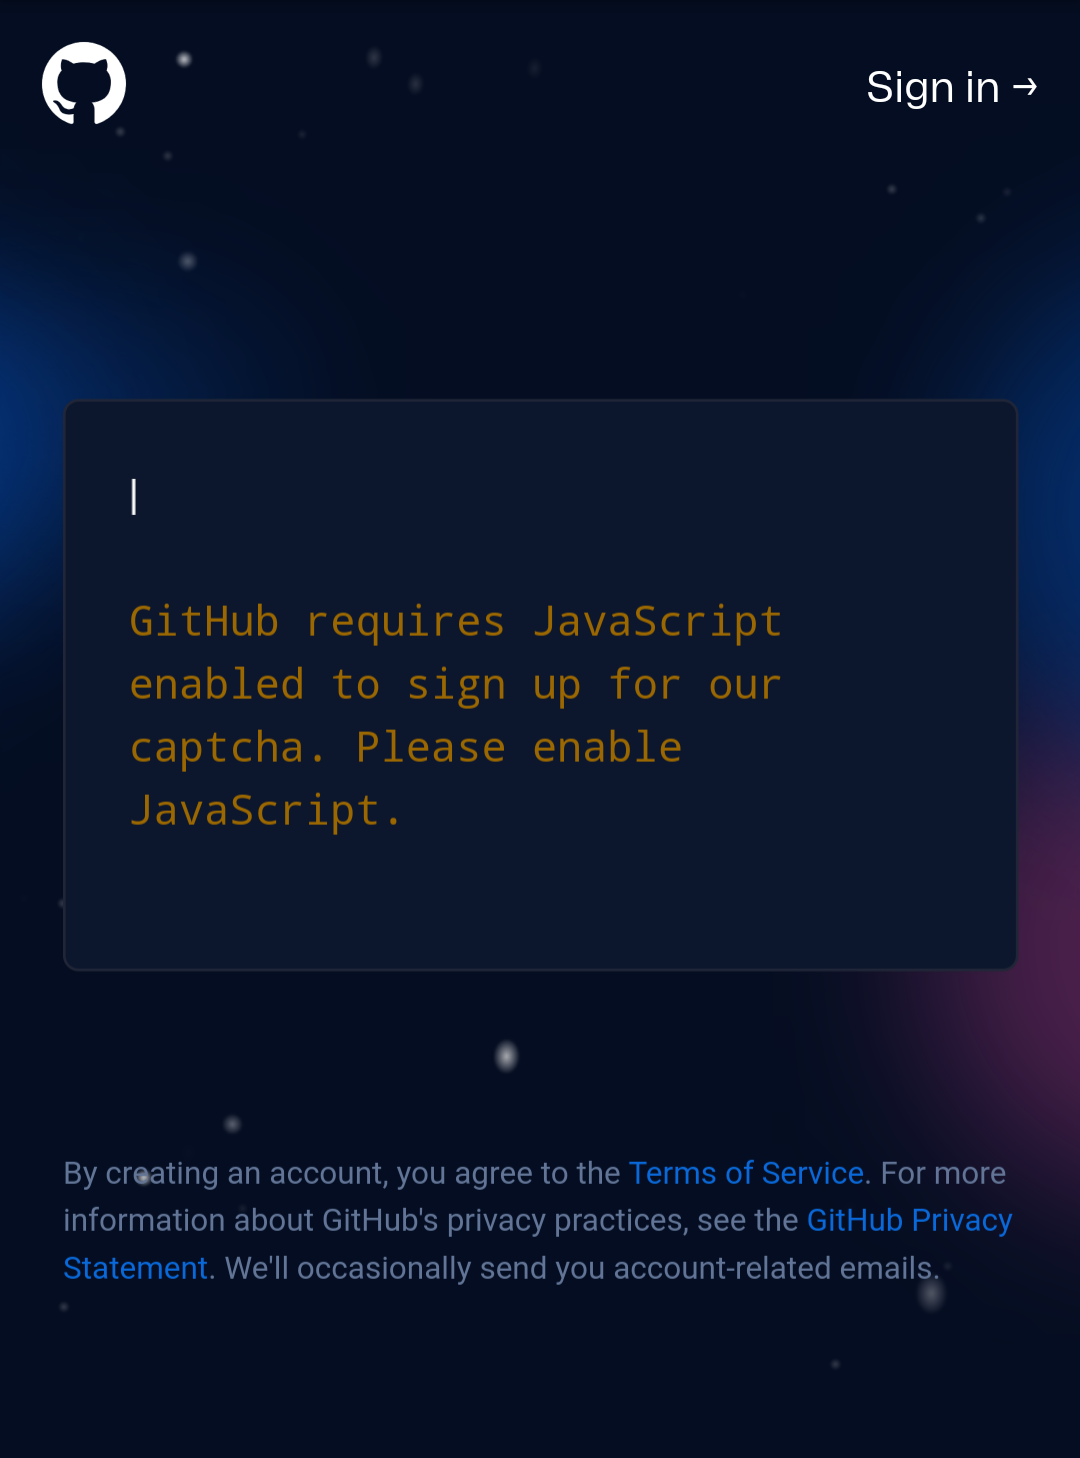 Sign in →
GitHub requires JavaScript
enabled to sign up for our
captcha. Please enable
JavaScript.
By creating an account, you agree to the Terms of Service. For more
information about GitHub's privacy practices, see the GitHub Privacy
Statement. We'll occasionally send you account-related emails.